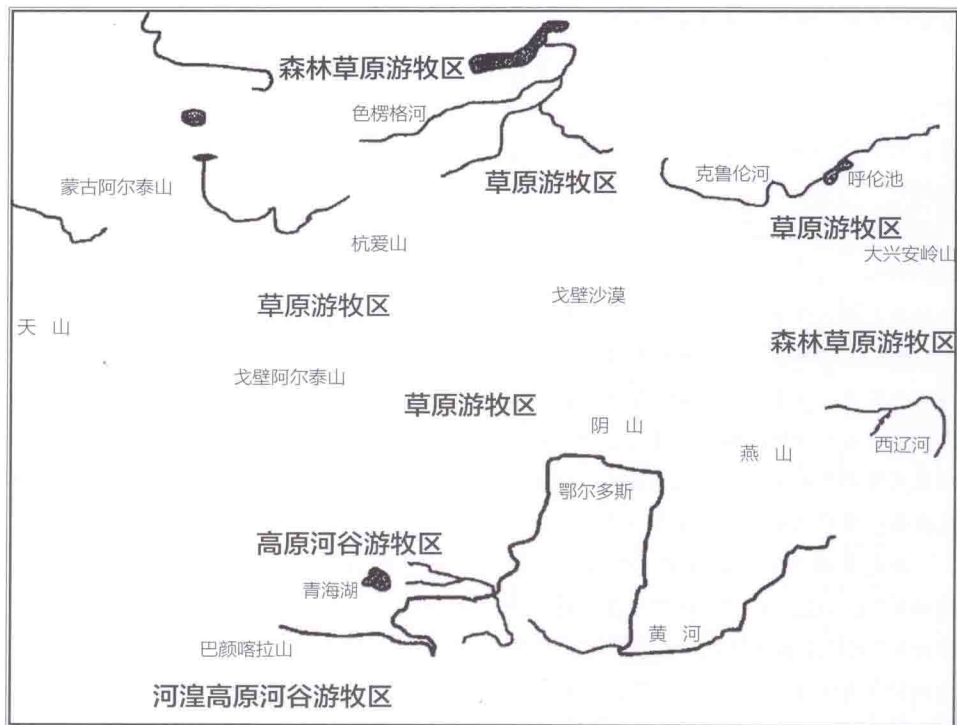 森林草原游牧区
色楞格河
草原游牧区
克鲁伦河
呼伦池
蒙古阿尔泰山
草原游牧区
杭爱山
大兴安岭山
草原游牧区
戈壁沙漠
天 山
森林草原游牧区
戈壁阿尔泰山
草原游牧区
阴 山
燕 山
西辽河
鄂尔多斯
高原河谷游牧区
青海湖
黄 河
巴颜喀拉山
河湟高原河谷游牧区